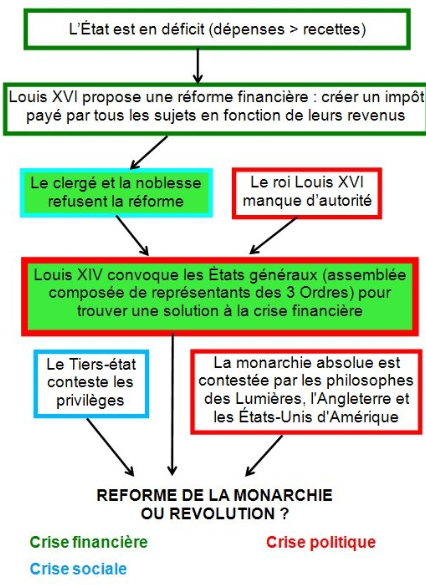 L'État est en déficit (dépenses > recettes)
Louis XVI propose une réforme financière : créer un impôt
payé par tous les sujets en fonction de leurs revenus
Le clergé et la noblesse
refusent la réforme
Le roi Louis XVI
manque d'autorité
Louis XIV convoque les Ètats généraux (assemblée
composée de représentants des 3 Ordres) pour
trouver une solution à la crise financière
Le Tiers-état
conteste les
privilèges
La monarchie absolue est
contestée par les philosophes
des Lumières, l'Angleterre et
les États-Unis d'Amérique
REFORME DE LA MONARCHIE
OU REVOLUTION ?
Crise financière
Crise politique
Crise sociale